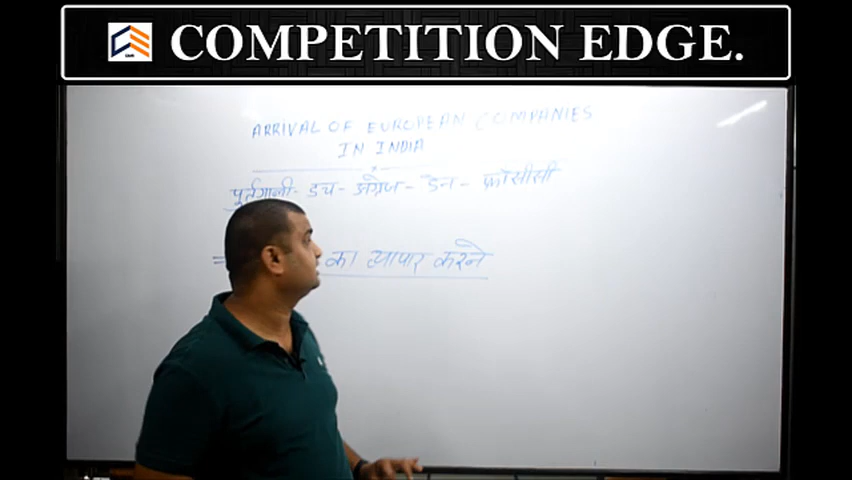 COMPETITION EDGE.
ARRIVAL OF EUROPEAN COMPANIES
IN INDIA
पुर्तगाली - डच - अंग्रेज - डेन - फ्रांसीसी
= का व्यापार करने